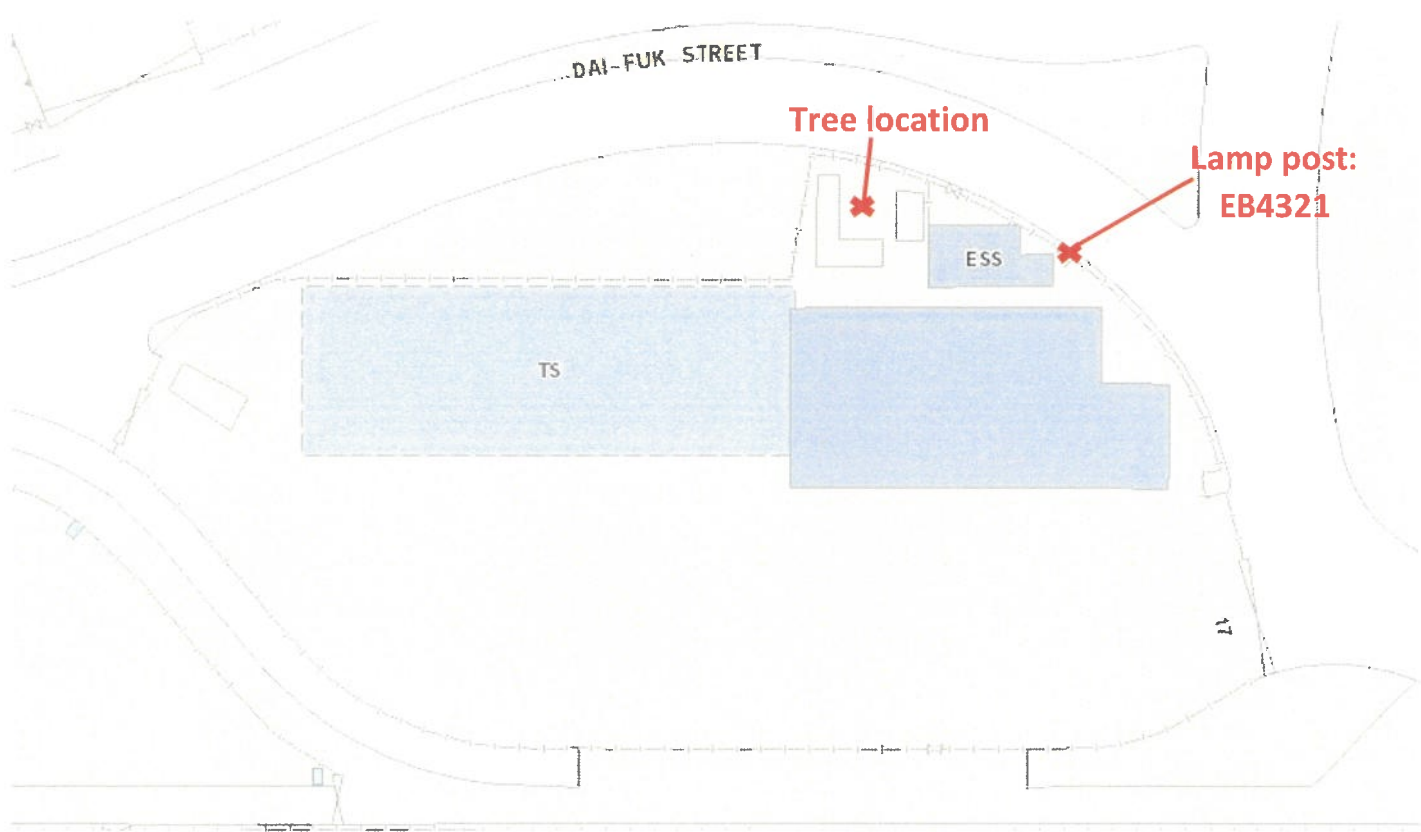 DAI-FUK STREET
Tree location
Lamp post:
EB4321
ESS
TS
17